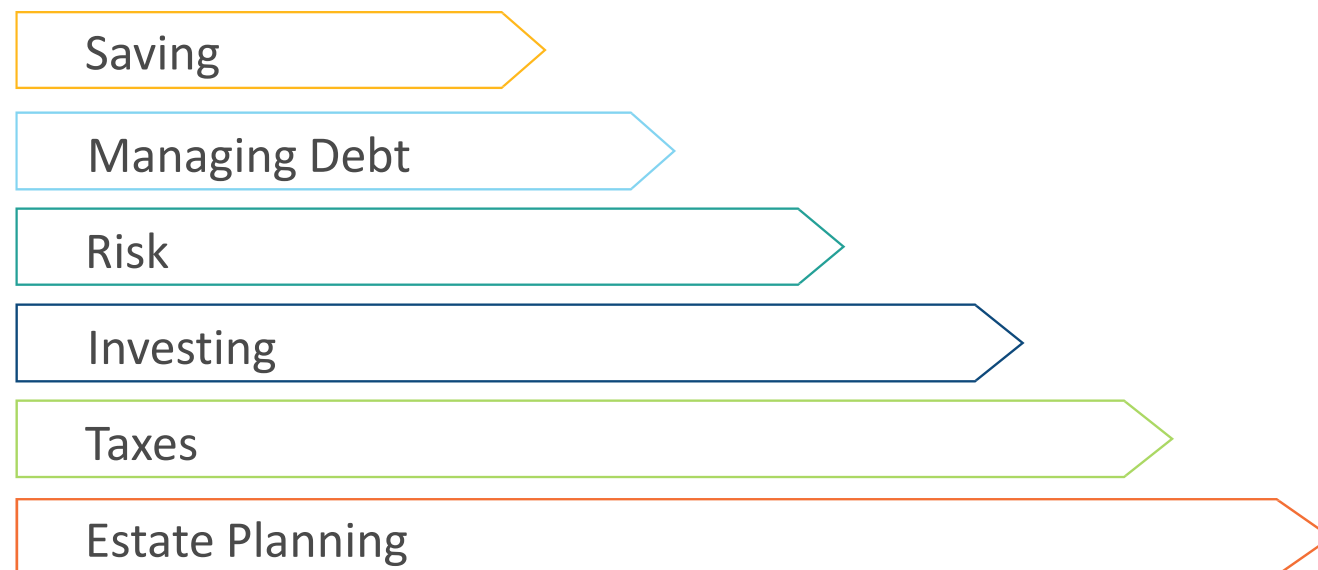 Saving
Managing Debt
Risk
Investing
Taxes
Estate Planning